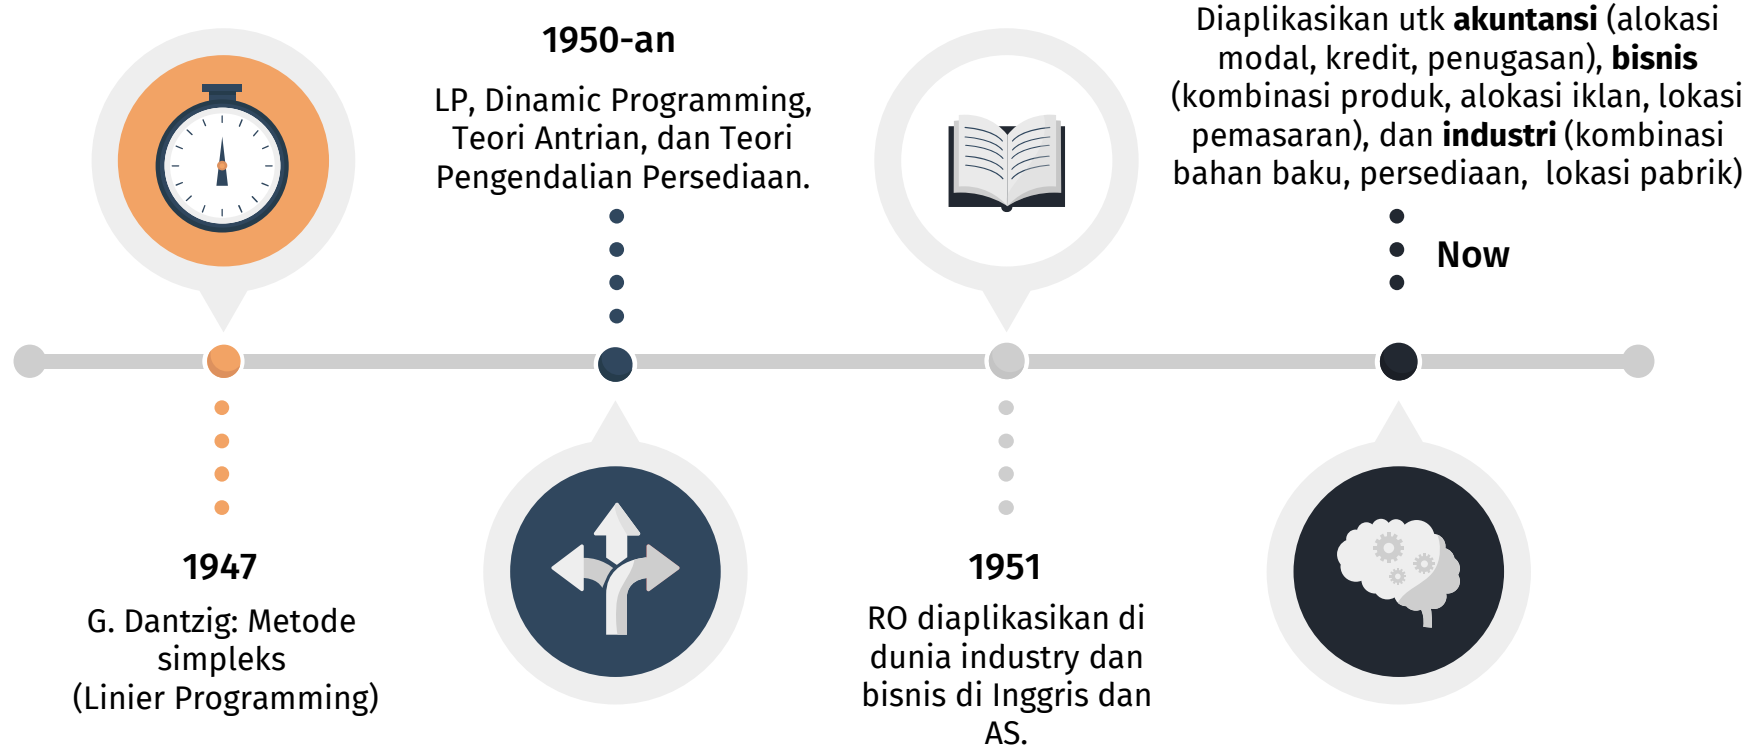 1947
G. Dantzig: Metode
simpleks
(Linier Programming)
1950-an
LP, Dinamic Programming,
Teori Antrian, dan Teori
Pengendalian Persediaan.
1951
RO diaplikasikan di
dunia industry dan
bisnis di Inggris dan
AS.
Diaplikasikan utk akuntansi (alokasi
modal, kredit, penugasan), bisnis
(kombinasi produk, alokasi iklan, lokasi
pemasaran), dan industri (kombinasi
bahan baku, persediaan, lokasi pabrik)
Now